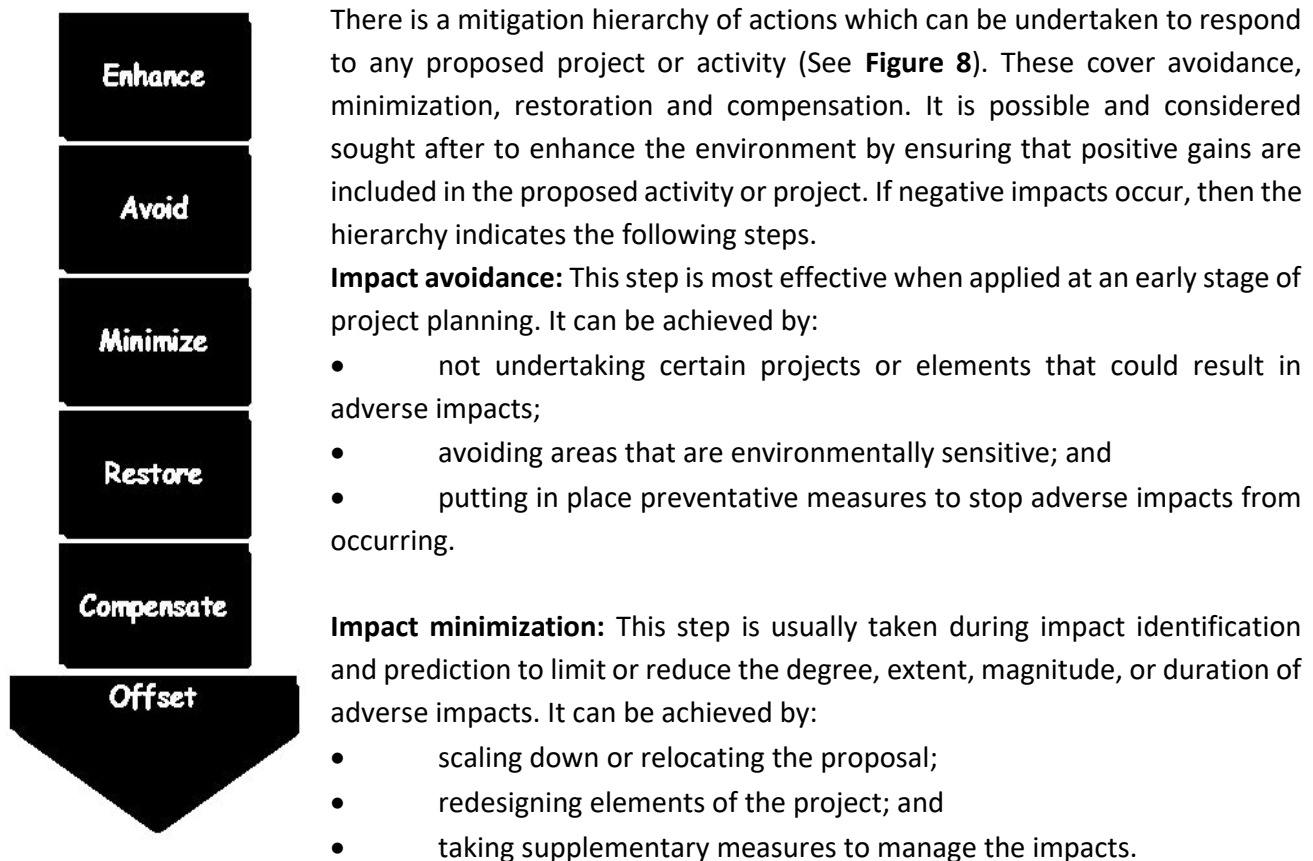 Enhance
Avoid
Minimize
Restore
Compensate
Offset
There is a mitigation hierarchy of actions which can be undertaken to respond
to any proposed project or activity (See Figure 8). These cover avoidance,
minimization, restoration and compensation. It is possible and considered
sought after to enhance the environment by ensuring that positive gains are
included in the proposed activity or project. If negative impacts occur, then the
hierarchy indicates the following steps.
Impact avoidance: This step is most effective when applied at an early stage of
project planning. It can be achieved by:
• not undertaking certain projects or elements that could result in
adverse impacts;
• avoiding areas that are environmentally sensitive; and
• putting in place preventative measures to stop adverse impacts from
occurring.
Impact minimization: This step is usually taken during impact identification
and prediction to limit or reduce the degree, extent, magnitude, or duration of
adverse impacts. It can be achieved by:
• scaling down or relocating the proposal;
• redesigning elements of the project; and
• taking supplementary measures to manage the impacts.